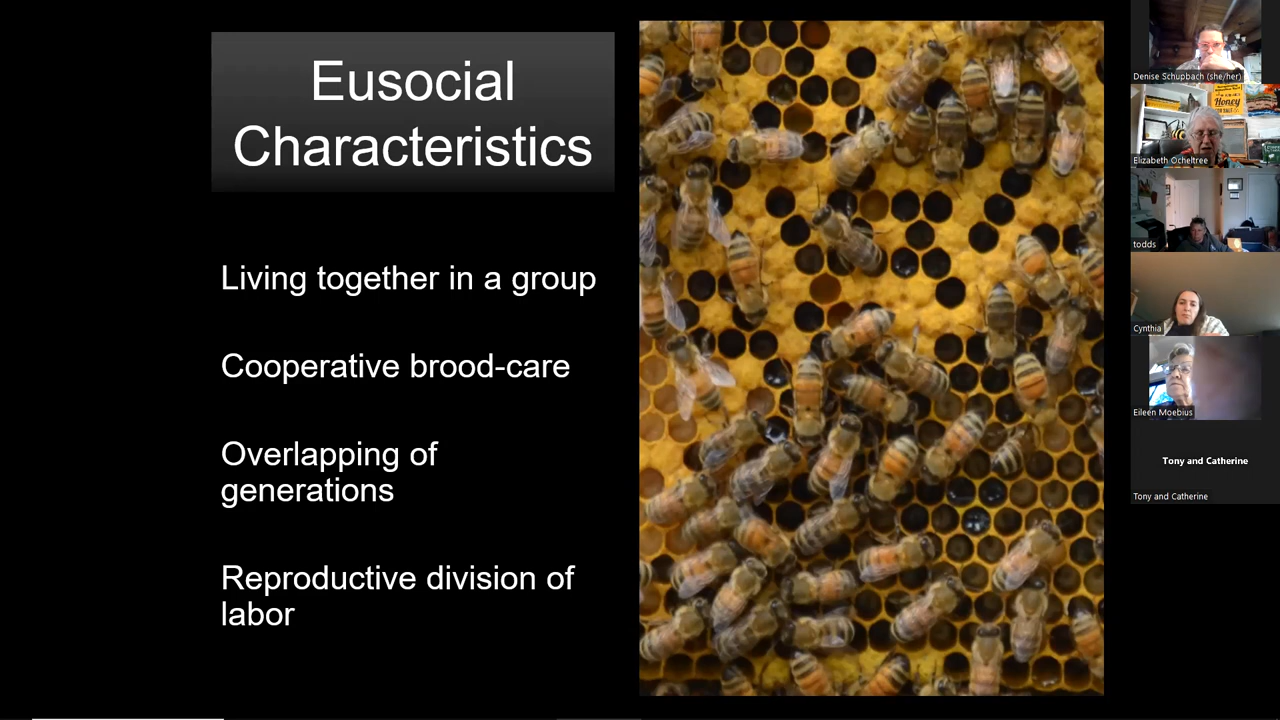 Eusocial
Characteristics
Living together in a group
Cooperative brood-care
Overlapping of
generations
Reproductive division of
labor
Denise Schupbach (she/her)
Honey
Elizabeth Ocheltree
todds
Cynthia
Eileen Moebius
Tony and Catherine
Tony and Catherine